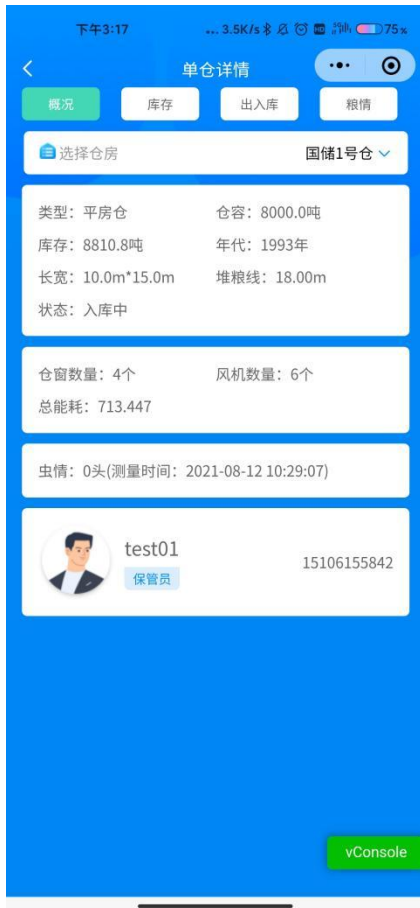 下午3:17 ... 3.5K/s 75%
单仓详情
概况 库存 出入库 粮情
选择仓房 国储1号仓
类型：平房仓 仓容：8000.0吨
库存：8810.8吨 年代：1993年
长宽：10.0m*15.0m 堆粮线：18.00m
状态：入库中
仓窗数量：4个 风机数量：6个
总能耗：713.447
虫情：0头(测量时间：2021-08-12 10:29:07)
test01
保管员
15106155842
vConsole